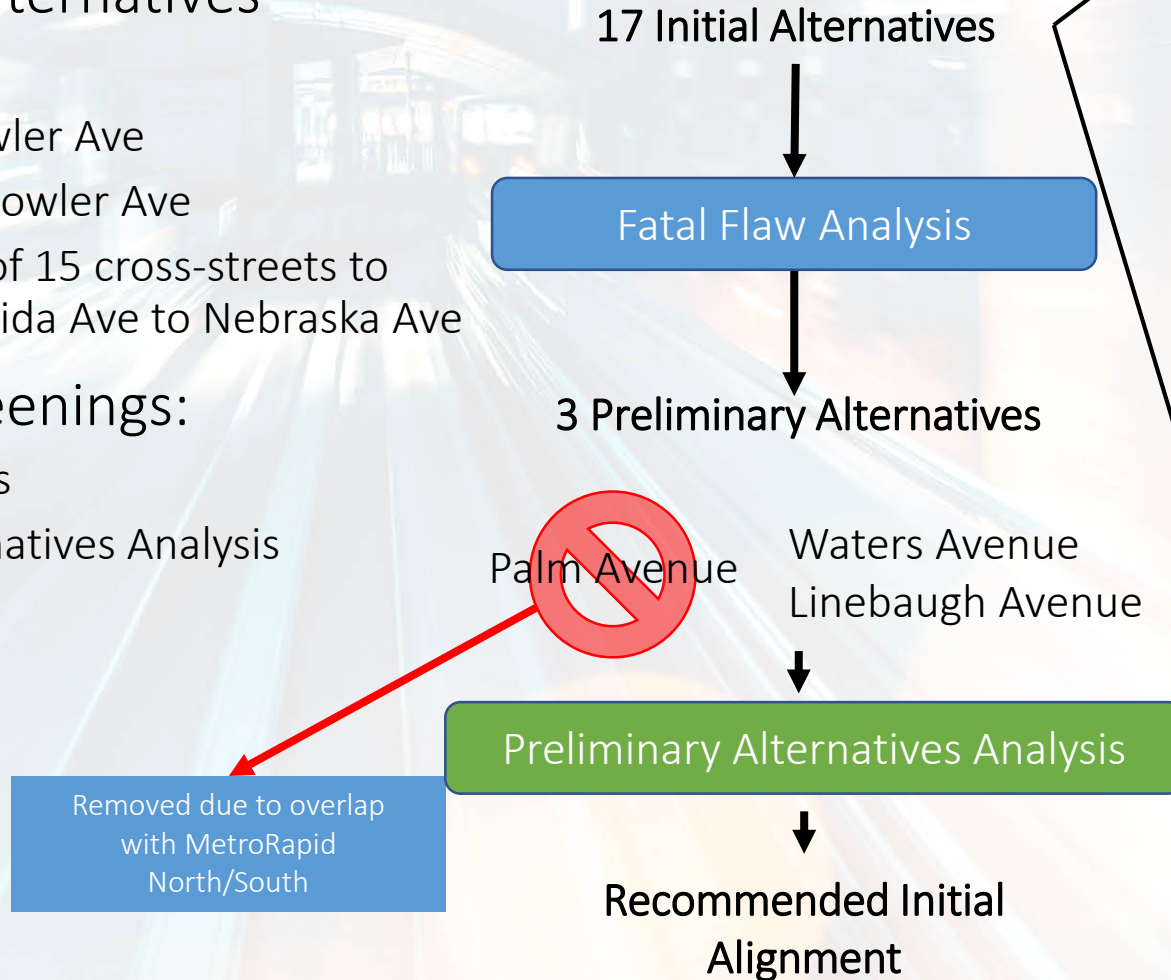 ternatives
wler Ave
owler Ave
of 15 cross-streets to
ida Ave to Nebraska Ave
eenings:
s
natives Analysis
17 Initial Alternatives
Fatal Flaw Analysis
3 Preliminary Alternatives
Palm Avenue
Waters Avenue
Linebaugh Avenue
Preliminary Alternatives Analysis
Removed due to overlap
with MetroRapid
North/South
Recommended Initial
Alignment